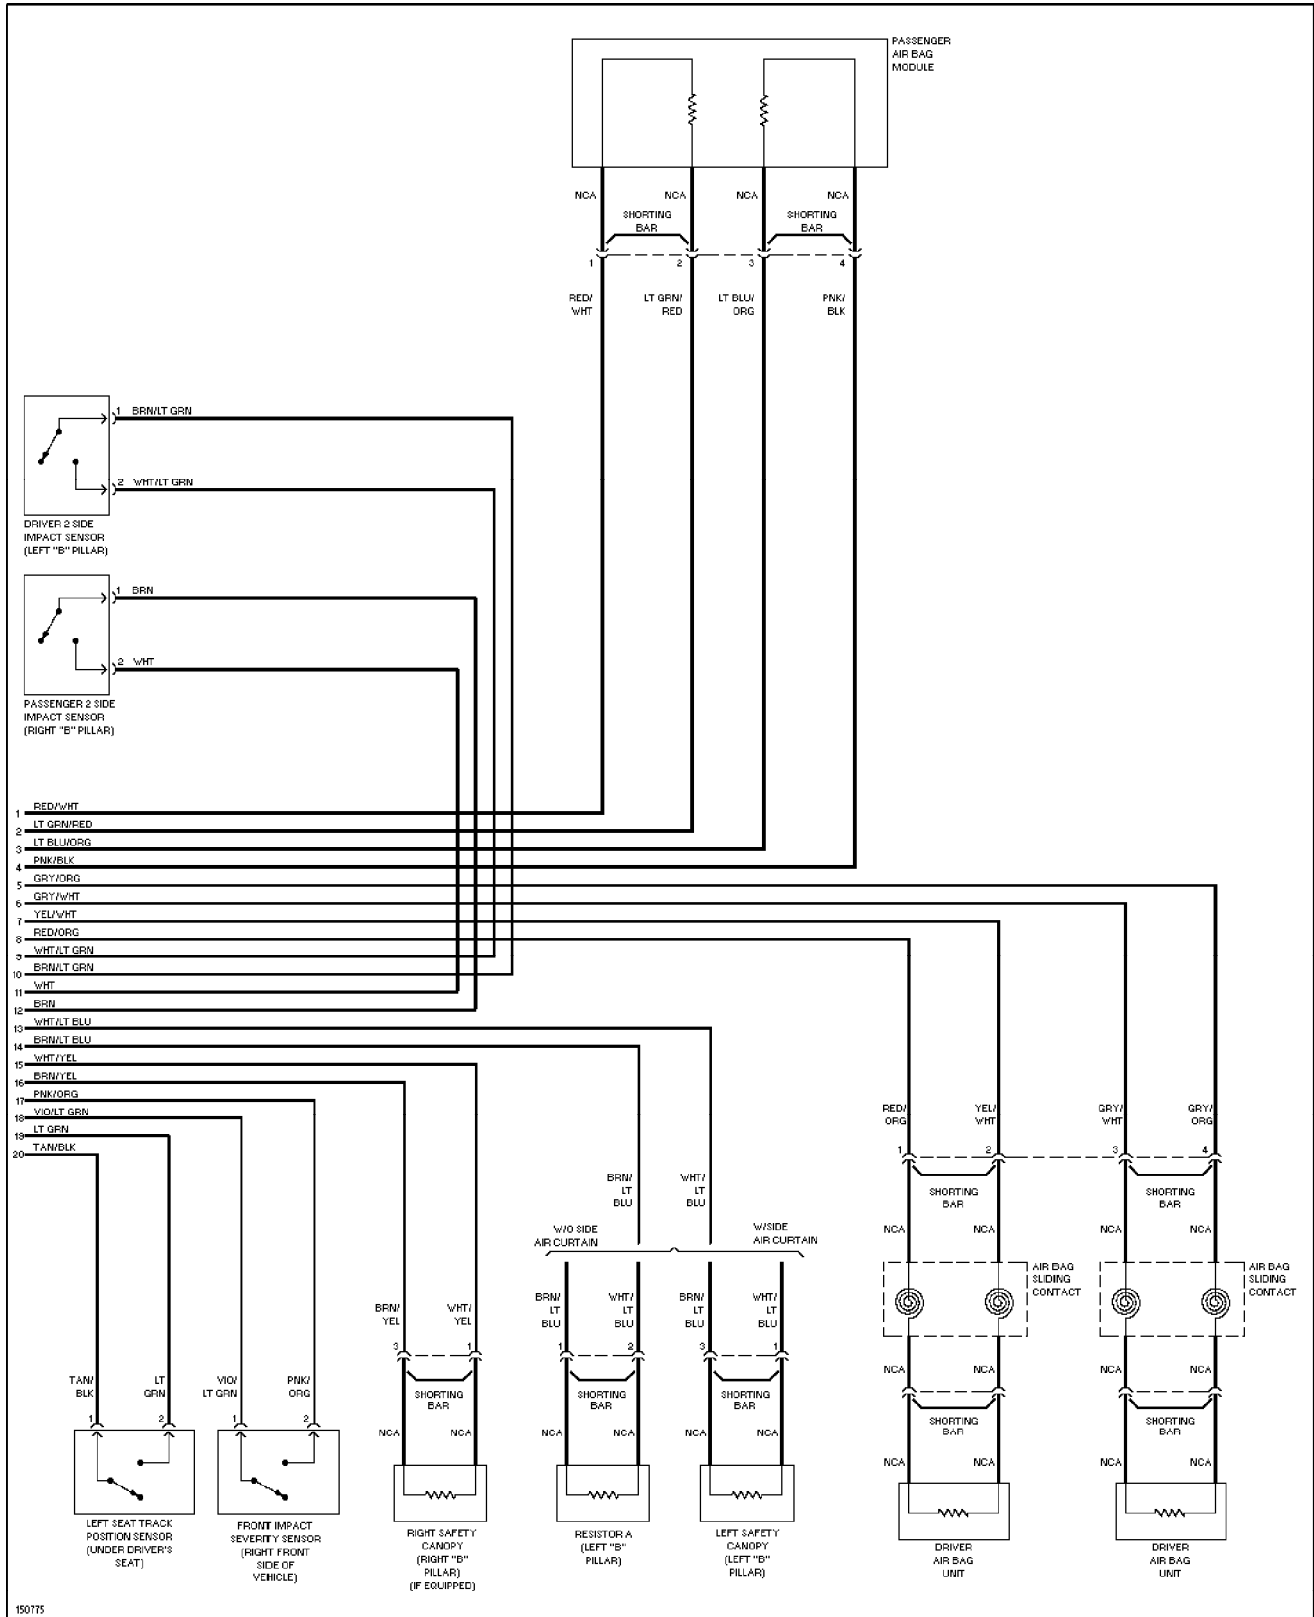 PASSENGER
AIR BAG
MODULE
NCA NCA NCA NCA
SHORTING
BAR
SHORTING
BAR
1 2 3 4
RED/
WHT
LT GRN/
RED
LT BLU/
ORG
PNK/
BLK
1 BRN/LT GRN
2 WHT/LT GRN
DRIVER 2 SIDE
IMPACT SENSOR
(LEFT "B" PILLAR)
1 BRN
2 WHT
PASSENGER 2 SIDE
IMPACT SENSOR
(RIGHT "B" PILLAR)
1 RED/WHT
2 LT GRN/RED
3 LT BLU/ORG
4 PNK/BLK
5 GRY/ORG
6 GRY/WHT
7 YEL/WHT
8 RED/ORG
9 WHT/LT GRN
10 BRN/LT GRN
11 WHT
12 BRN
13 WHT/LT BLU
14 BRN/LT BLU
15 WHT/YEL
16 BRN/YEL
17 PNK/ORG
18 VIO/LT GRN
19 LT GRN
20 TAN/BLK
RED/
ORG
YEL/
WHT
GRY/
WHT
GRY/
ORG
1 2 3 4
SHORTING
BAR
SHORTING
BAR
NCA NCA NCA NCA
BRN/
LT
BLU
WHT/
LT
BLU
W/O SIDE
AIR CURTAIN
W/SIDE
AIR CURTAIN
AIR BAG
SLIDING
CONTACT
AIR BAG
SLIDING
CONTACT
BRN/
YEL
WHT/
YEL
BRN/
LT
BLU
WHT/
LT
BLU
BRN/
LT
BLU
WHT/
LT
BLU
3 1 1 2 3 1
NCA NCA NCA NCA
TAN/
BLK
LT
GRN
VIO/
LT GRN
PNK/
ORG
1 2 1 2
SHORTING
BAR
SHORTING
BAR
SHORTING
BAR
SHORTING
BAR
SHORTING
BAR
NCA NCA NCA NCA NCA NCA
NCA NCA NCA NCA
LEFT SEAT TRACK
POSITION SENSOR
(UNDER DRIVER'S
SEAT)
FRONT IMPACT
SEVERITY SENSOR
(RIGHT FRONT
SIDE OF
VEHICLE)
RIGHT SAFETY
CANOPY
(RIGHT "B"
PILLAR)
(IF EQUIPPED)
RESISTOR A
(LEFT "B"
PILLAR)
LEFT SAFETY
CANOPY
(LEFT "B"
PILLAR)
DRIVER
AIR BAG
UNIT
DRIVER
AIR BAG
UNIT
150775